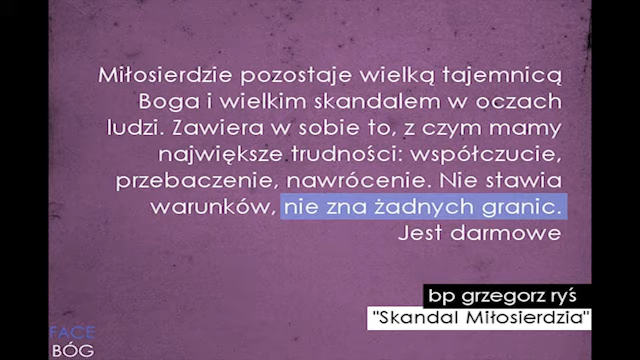 Miłosierdzie pozostaje wielką tajemnicą
Boga i wielkim skandalem w oczach
ludzi. Zawiera w sobie to, z czym mamy
największe trudności: współczucie,
przebaczenie, nawrócenie. Nie stawia
warunków, nie zna żadnych granic.
Jest darmowe
bp grzegorz ryś
"Skandal Miłosierdzia"
FACE
BÓG